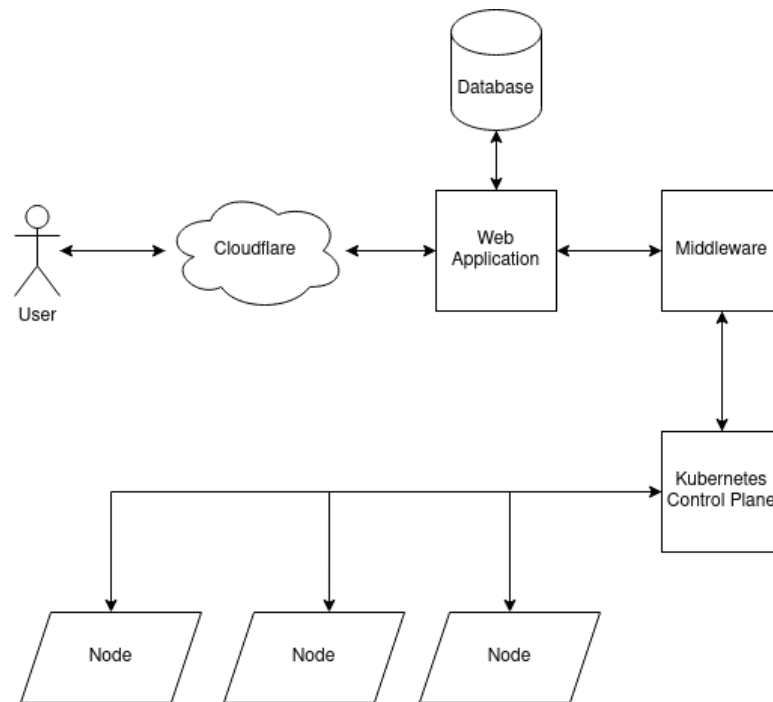 Database
Cloudflare
Web
Application
Middleware
User
Kubernetes
Control Plane
Node
Node
Node